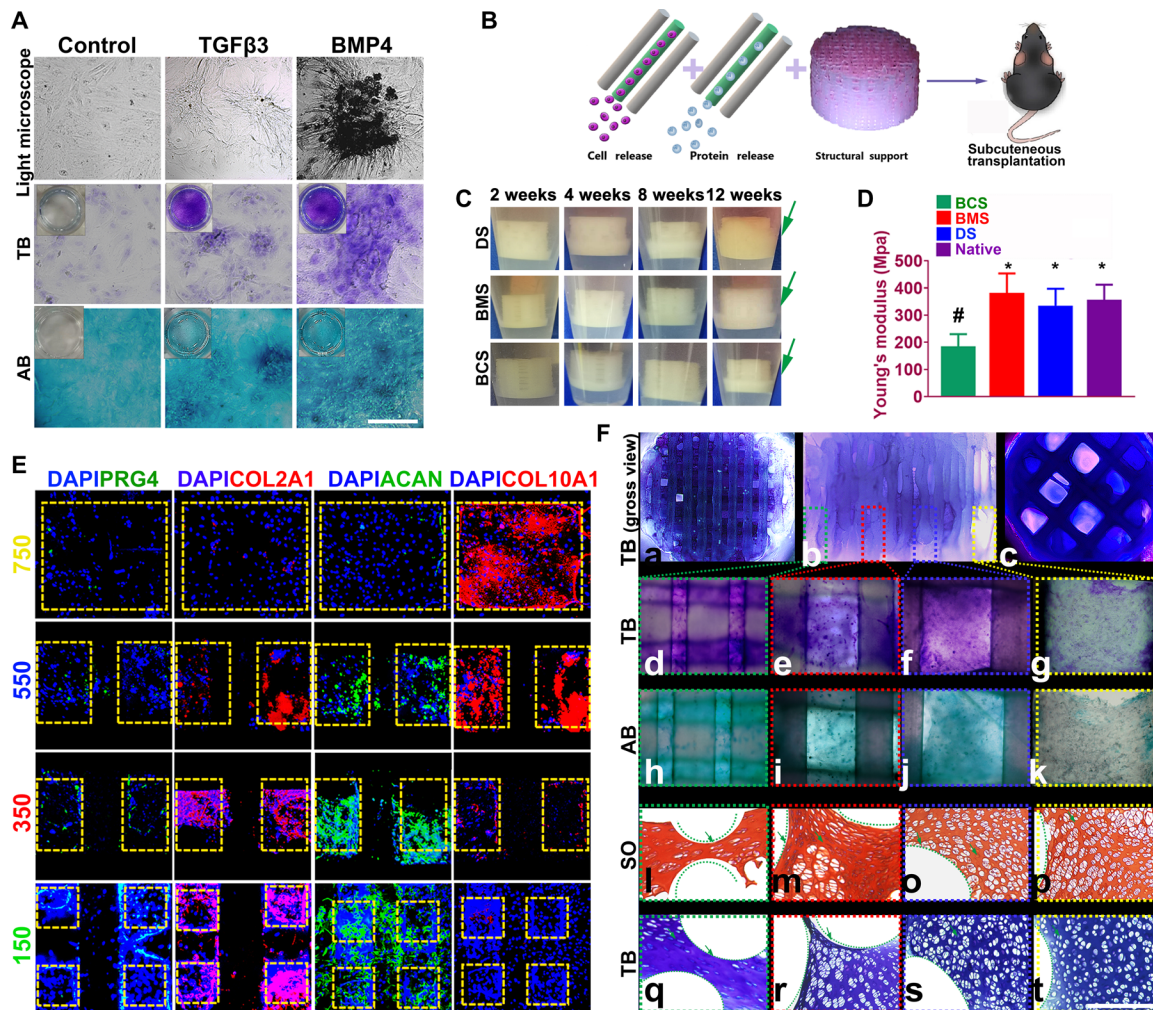 A
Control
TGFβ3
BMP4
Light microscope
TB
AB
B
Cell release
Protein release
Structural support
Subcuteneous
transplantation
C
2 weeks
4 weeks
8 weeks
12 weeks
DS
BMS
BCS
D
BCS
BMS
DS
Native
Young's modulus (Mpa)
500
400
300
200
100
0
#
*
*
*
E
DAPIPRG4
DAPICOL2A1
DAPIACAN
DAPICOL10A1
750
550
350
150
F
TB (gross view)
a
b
c
TB
d
e
f
g
AB
h
i
j
k
SO
l
m
o
p
TB
q
r
s
t